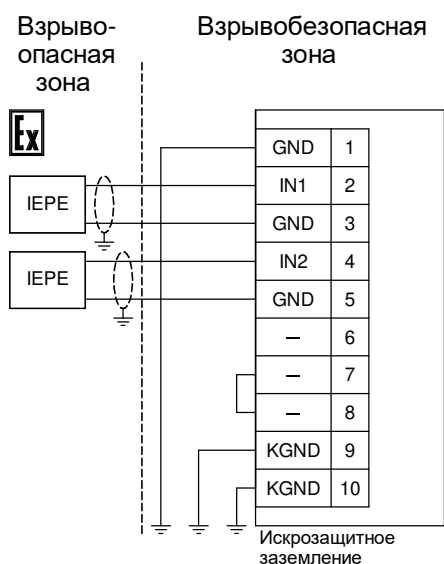 Взрыво-
опасная
зона
Взрывобезопасная
зона
Ex
GND 1
IEPE
IN1 2
GND 3
IEPE
IN2 4
GND 5
– 6
– 7
– 8
KGND 9
KGND 10
Искрозащитное
заземление